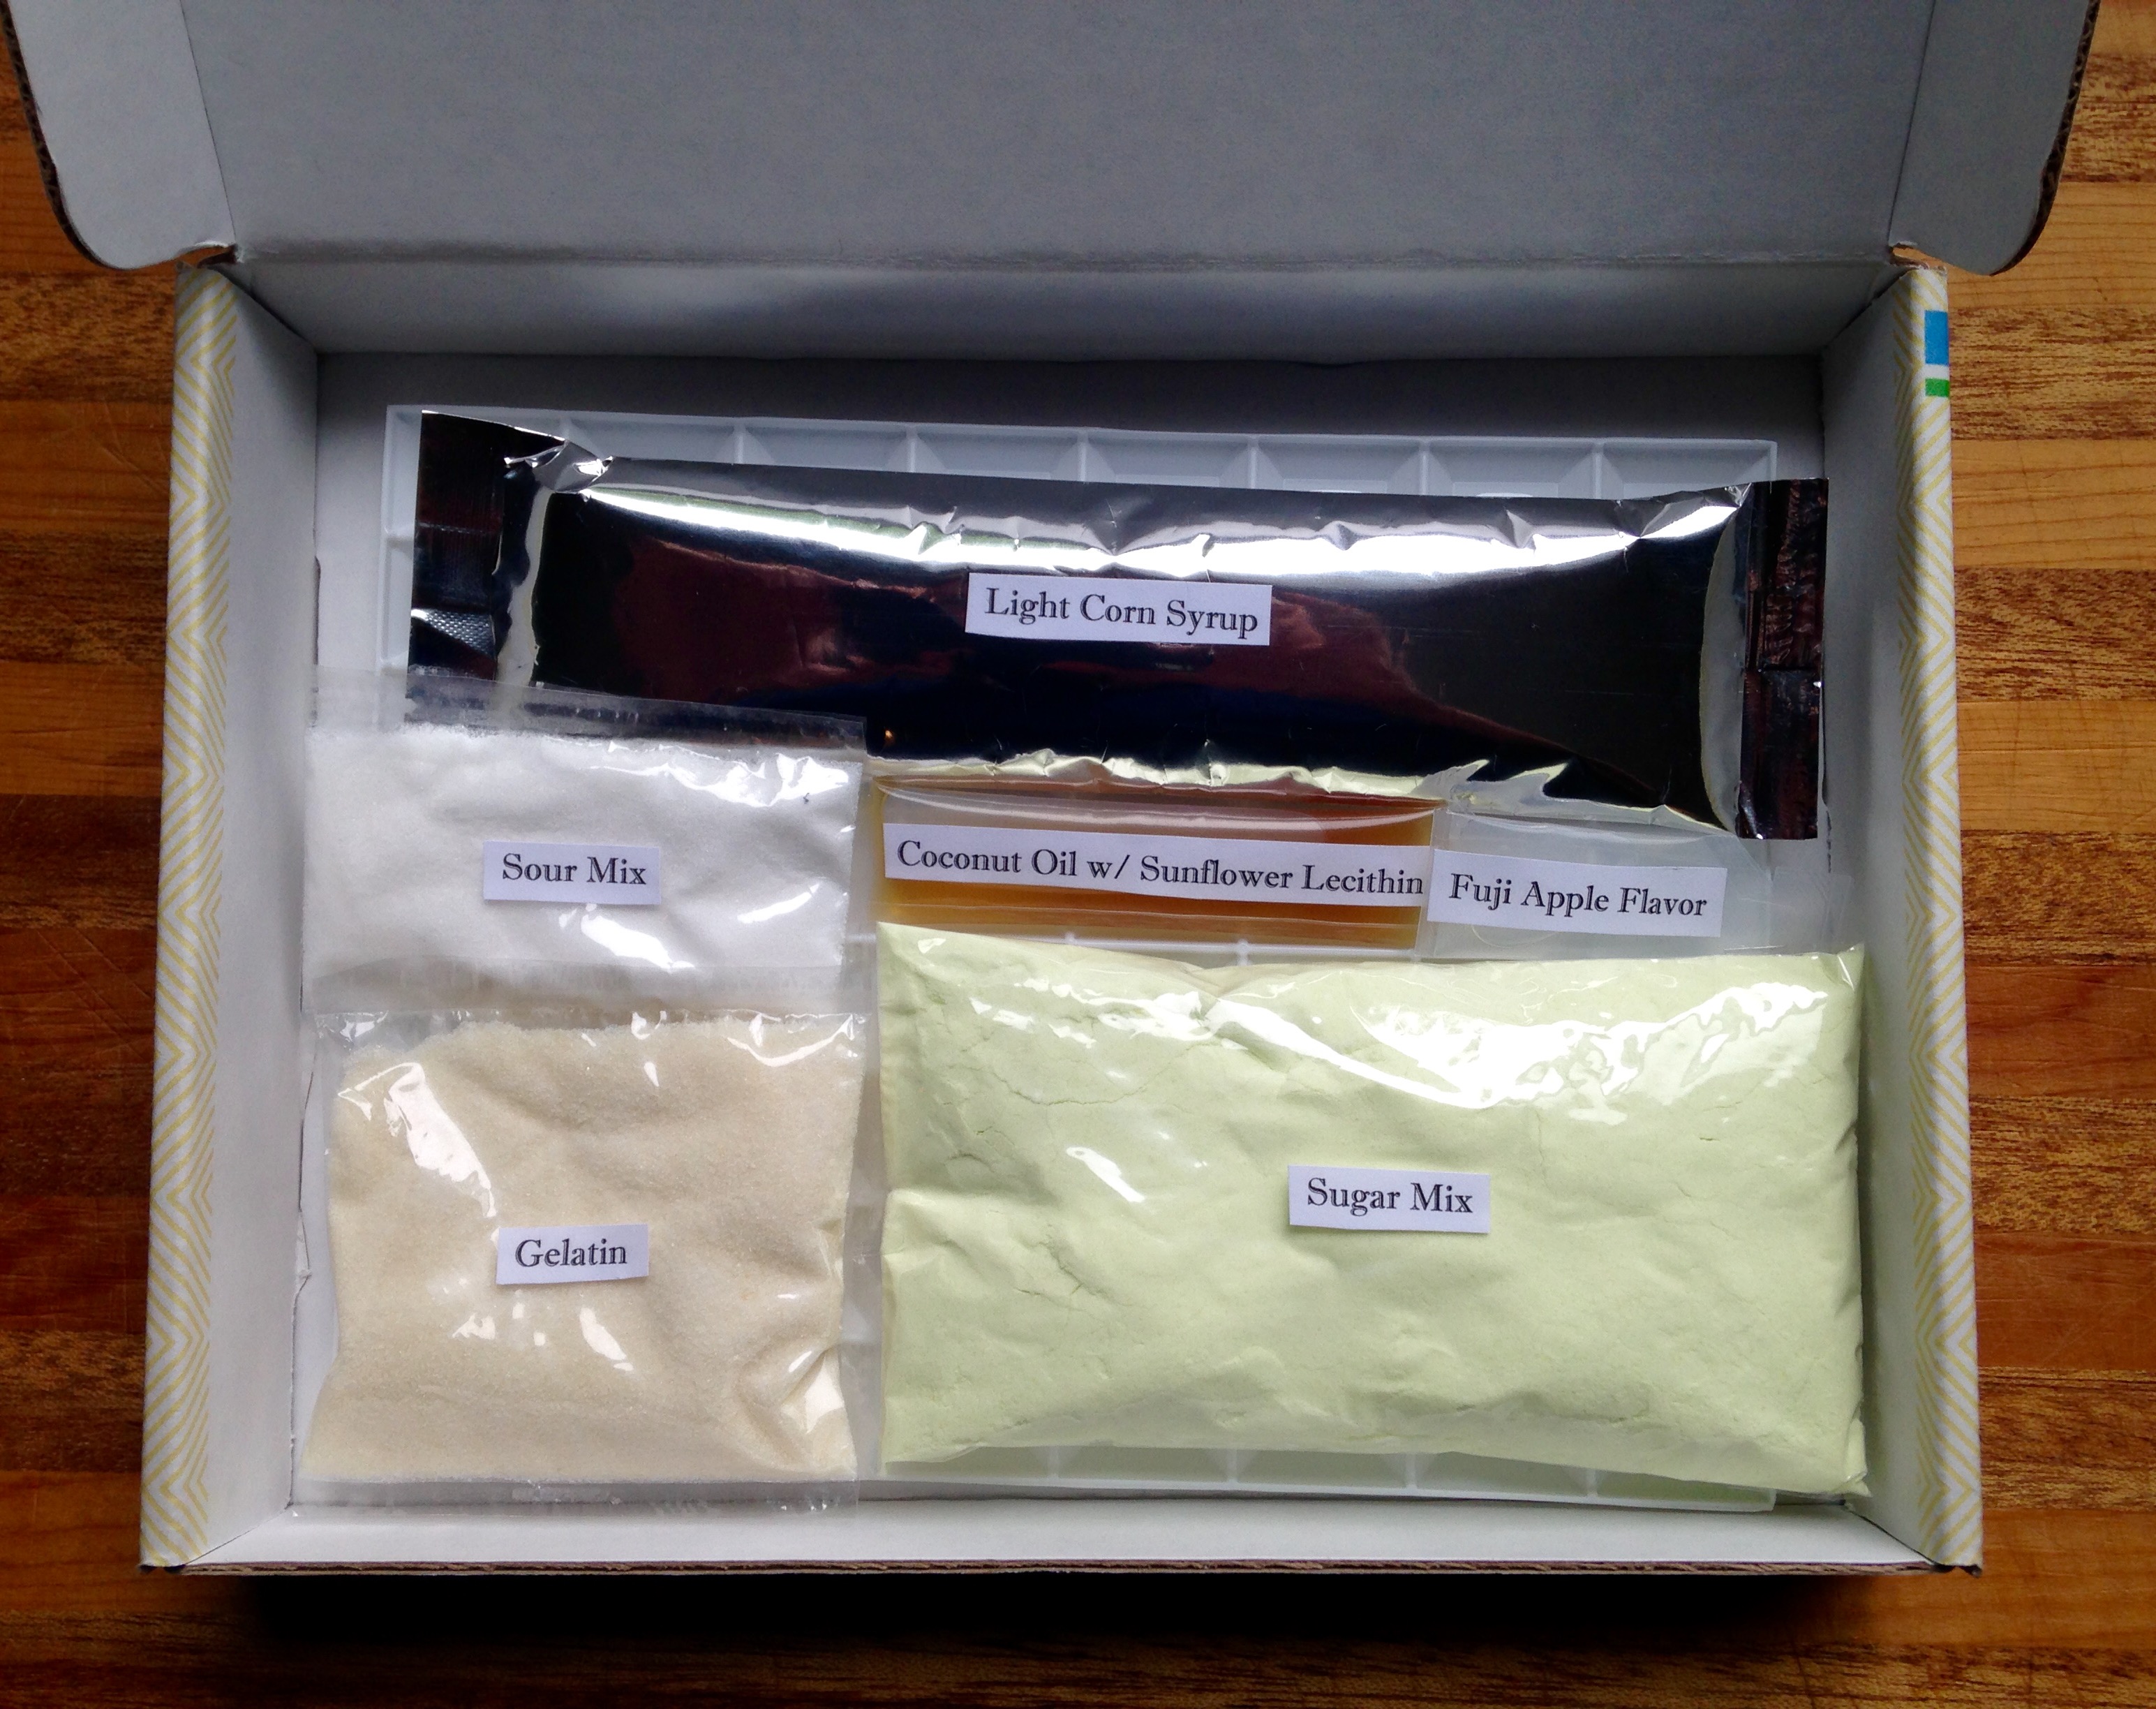 Light Corn Syrup
Sour Mix
Coconut Oil w/ Sunflower Lecithin
Fuji Apple Flavor
Gelatin
Sugar Mix